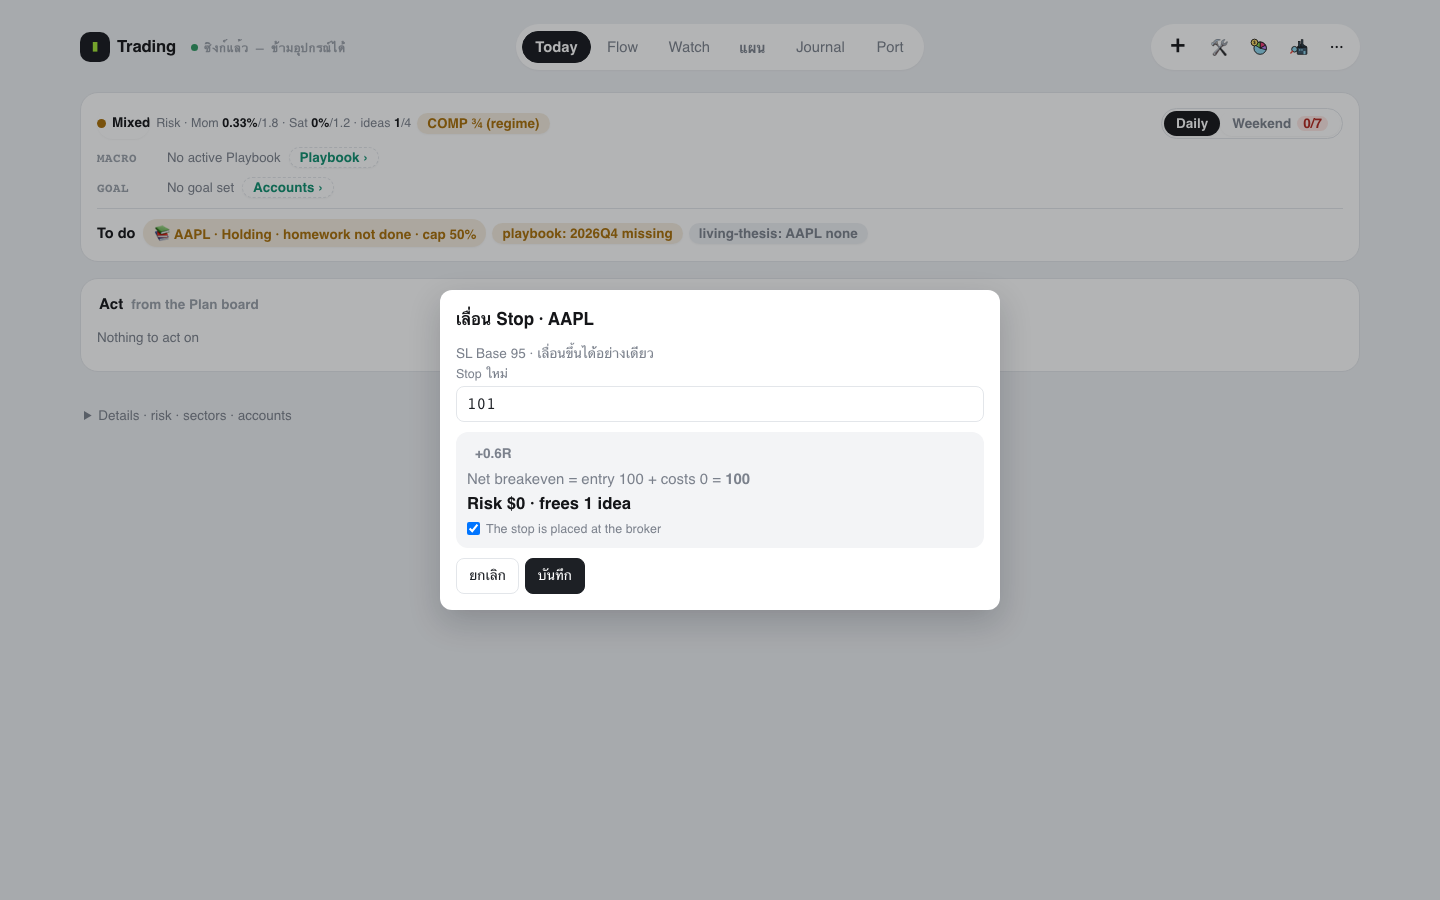 Trading
ซิงก์แล้ว — ข้ามอุปกรณ์ได้
Today Flow Watch แผน Journal Port
Mixed Risk · Mom 0.33%/1.8 · Sat 0%/1.2 · ideas 1/4 COMP ¾ (regime)
Daily Weekend 0/7
MACRO No active Playbook Playbook ›
GOAL No goal set Accounts ›
To do AAPL · Holding · homework not done · cap 50% playbook: 2026Q4 missing living-thesis: AAPL none
Act from the Plan board
Nothing to act on
Details · risk · sectors · accounts
เลื่อน Stop · AAPL
SL Base 95 · เลื่อนขึ้นได้อย่างเดียว
Stop ใหม่
101
+0.6R
Net breakeven = entry 100 + costs 0 = 100
Risk $0 · frees 1 idea
The stop is placed at the broker
ยกเลิก บันทึก